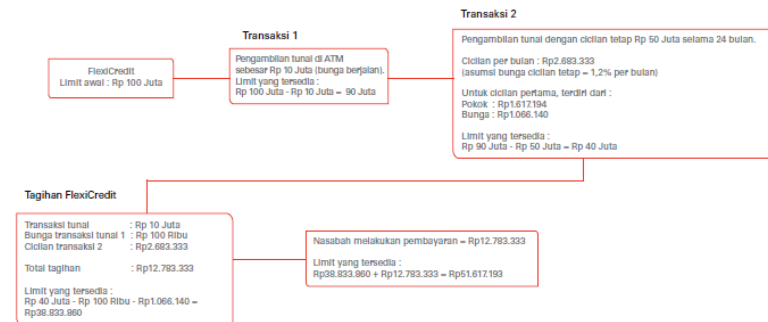 Transaksi 1
Transaksi 2
FlexiCredit
Limit awal : Rp 100 Juta
Pengambilan tunai di ATM
sebesar Rp 10 Juta (bunga berjalan).
Limit yang tersedia :
Rp 100 Juta - Rp 10 Juta = 90 Juta
Pengambilan tunai dengan cicilan tetap Rp 50 Juta selama 24 bulan.
Cicilan per bulan : Rp2.683.333
(asumsi bunga cicilan tetap = 1,2% per bulan)
Untuk cicilan pertama, terdiri dari :
Pokok : Rp1.617.194
Bunga : Rp1.066.140
Limit yang tersedia :
Rp 90 Juta - Rp 50 Juta = Rp 40 Juta
Tagihan FlexiCredit
Transaksi tunai : Rp 10 Juta
Bunga transaksi tunai 1 : Rp 100 Ribu
Cicilan transaksi 2 : Rp2.683.333
Total tagihan : Rp12.783.333
Limit yang tersedia :
Rp 40 Juta - Rp 100 Ribu - Rp1.066.140 =
Rp38.833.860
Nasabah melakukan pembayaran = Rp12.783.333
Limit yang tersedia :
Rp38.833.860 + Rp12.783.333 = Rp51.617.193